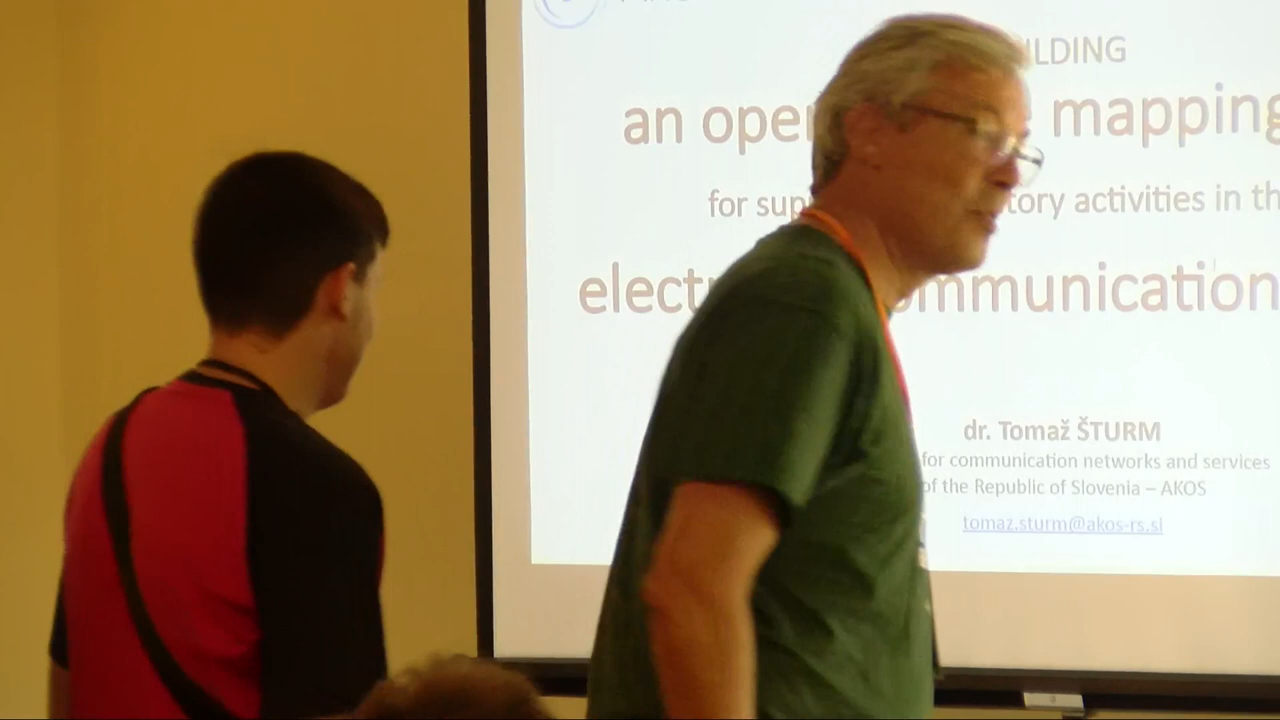 ILDING
an oper mapping
for sup tory activities in th
elect mmunication
dr. Tomaž ŠTURM
for communication networks and services
of the Republic of Slovenia – AKOS
tomaz.sturm@akos-rs.si